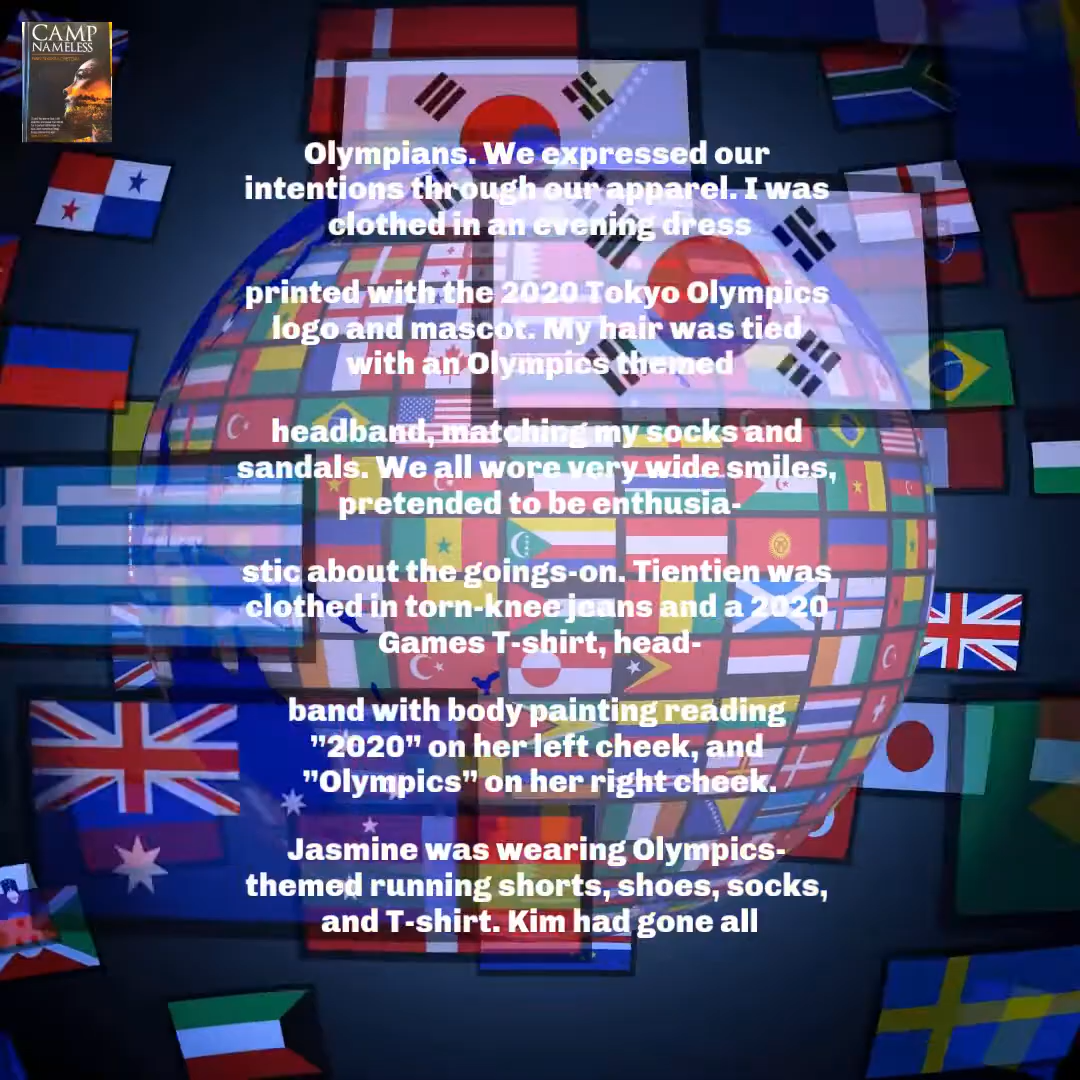 CAMP
NAMELESS
Olympians. We expressed our
intentions through our apparel. I was
clothed in an evening dress
printed with the 2020 Tokyo Olympics
logo and mascot. My hair was tied
with an Olympics themed
headband, matching my socks and
sandals. We all wore very wide smiles,
pretended to be enthusia-
stic about the goings-on. Tientien was
clothed in torn-knee jeans and a 2020
Games T-shirt, head-
band with body painting reading
”2020” on her left cheek, and
”Olympics” on her right cheek.
Jasmine was wearing Olympics-
themed running shorts, shoes, socks,
and T-shirt. Kim had gone all